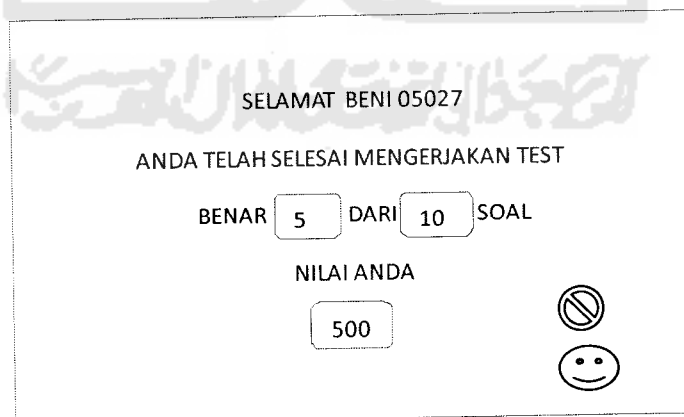 SELAMAT BENI 05027
ANDA TELAH SELESAI MENGERJAKAN TEST
BENAR 5 DARI 10 SOAL
NILAI ANDA
500